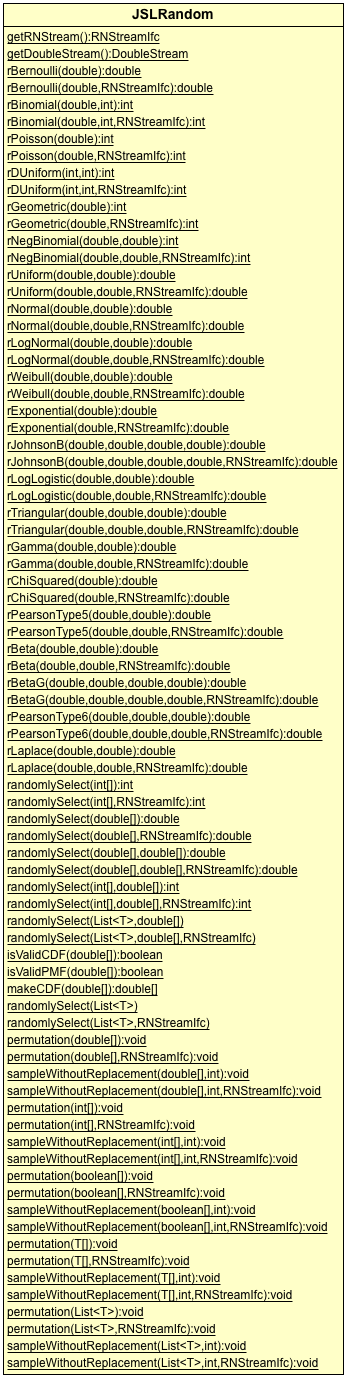 JSLRandom
getRNStream():RNStreamIfc
getDoubleStream():DoubleStream
rBernoulli(double):double
rBernoulli(double,RNStreamIfc):double
rBinomial(double,int):int
rBinomial(double,int,RNStreamIfc):int
rPoisson(double):int
rPoisson(double,RNStreamIfc):int
rDUniform(int,int):int
rDUniform(int,int,RNStreamIfc):int
rGeometric(double):int
rGeometric(double,RNStreamIfc):int
rNegBinomial(double,double):int
rNegBinomial(double,double,RNStreamIfc):int
rUniform(double,double):double
rUniform(double,double,RNStreamIfc):double
rNormal(double,double):double
rNormal(double,double,RNStreamIfc):double
rLogNormal(double,double):double
rLogNormal(double,double,RNStreamIfc):double
rWeibull(double,double):double
rWeibull(double,double,RNStreamIfc):double
rExponential(double):double
rExponential(double,RNStreamIfc):double
rJohnsonB(double,double,double,double):double
rJohnsonB(double,double,double,double,RNStreamIfc):double
rLogLogistic(double,double):double
rLogLogistic(double,double,RNStreamIfc):double
rTriangular(double,double,double):double
rTriangular(double,double,double,RNStreamIfc):double
rGamma(double,double):double
rGamma(double,double,RNStreamIfc):double
rChiSquared(double):double
rChiSquared(double,RNStreamIfc):double
rPearsonType5(double,double):double
rPearsonType5(double,double,RNStreamIfc):double
rBeta(double,double):double
rBeta(double,double,RNStreamIfc):double
rBetaG(double,double,double,double):double
rBetaG(double,double,double,double,RNStreamIfc):double
rPearsonType6(double,double,double):double
rPearsonType6(double,double,double,RNStreamIfc):double
rLaplace(double,double):double
rLaplace(double,double,RNStreamIfc):double
randomlySelect(int[]):int
randomlySelect(int[],RNStreamIfc):int
randomlySelect(double[]):double
randomlySelect(double[],RNStreamIfc):double
randomlySelect(double[],double[]):double
randomlySelect(double[],double[],RNStreamIfc):double
randomlySelect(int[],double[]):int
randomlySelect(int[],double[],RNStreamIfc):int
randomlySelect(List<T>,double[])
randomlySelect(List<T>,double[],RNStreamIfc)
isValidCDF(double[]):boolean
isValidPMF(double[]):boolean
makeCDF(double[]):double[]
randomlySelect(List<T>)
randomlySelect(List<T>,RNStreamIfc)
permutation(double[]):void
permutation(double[],RNStreamIfc):void
sampleWithoutReplacement(double[],int):void
sampleWithoutReplacement(double[],int,RNStreamIfc):void
permutation(int[]):void
permutation(int[],RNStreamIfc):void
sampleWithoutReplacement(int[],int):void
sampleWithoutReplacement(int[],int,RNStreamIfc):void
permutation(boolean[]):void
permutation(boolean[],RNStreamIfc):void
sampleWithoutReplacement(boolean[],int):void
sampleWithoutReplacement(boolean[],int,RNStreamIfc):void
permutation(T[]):void
permutation(T[],RNStreamIfc):void
sampleWithoutReplacement(T[],int):void
sampleWithoutReplacement(T[],int,RNStreamIfc):void
permutation(List<T>):void
permutation(List<T>,RNStreamIfc):void
sampleWithoutReplacement(List<T>,int):void
sampleWithoutReplacement(List<T>,int,RNStreamIfc):void